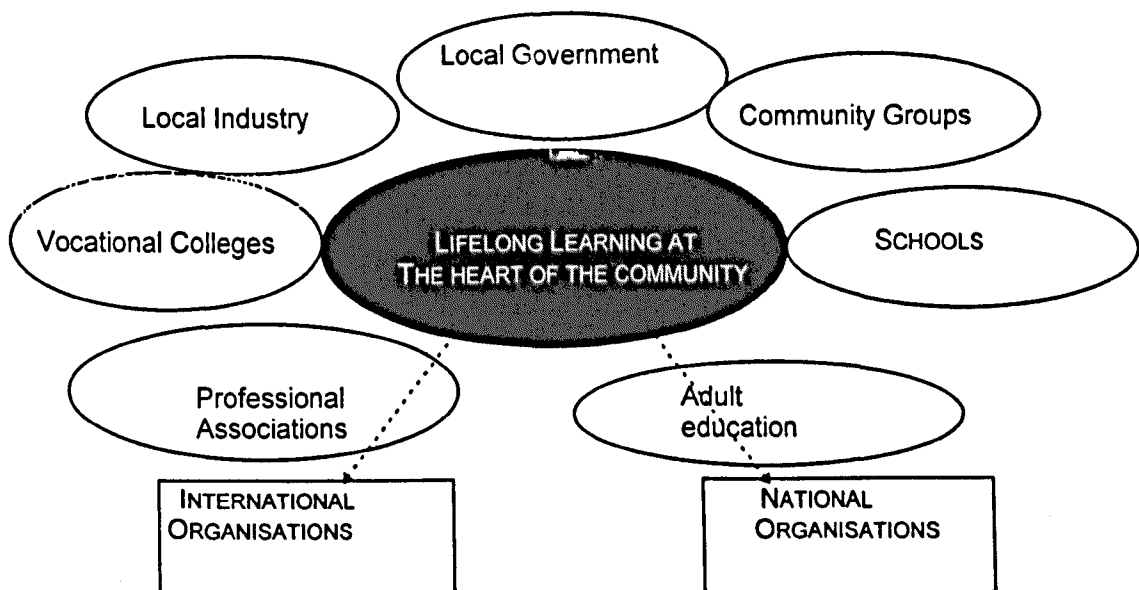 Local Government
Local Industry
Community Groups
Vocational Colleges
LIFELONG LEARNING AT
THE HEART OF THE COMMUNITY
SCHOOLS
Professional
Associations
Adult
education
INTERNATIONAL
ORGANISATIONS
NATIONAL
ORGANISATIONS